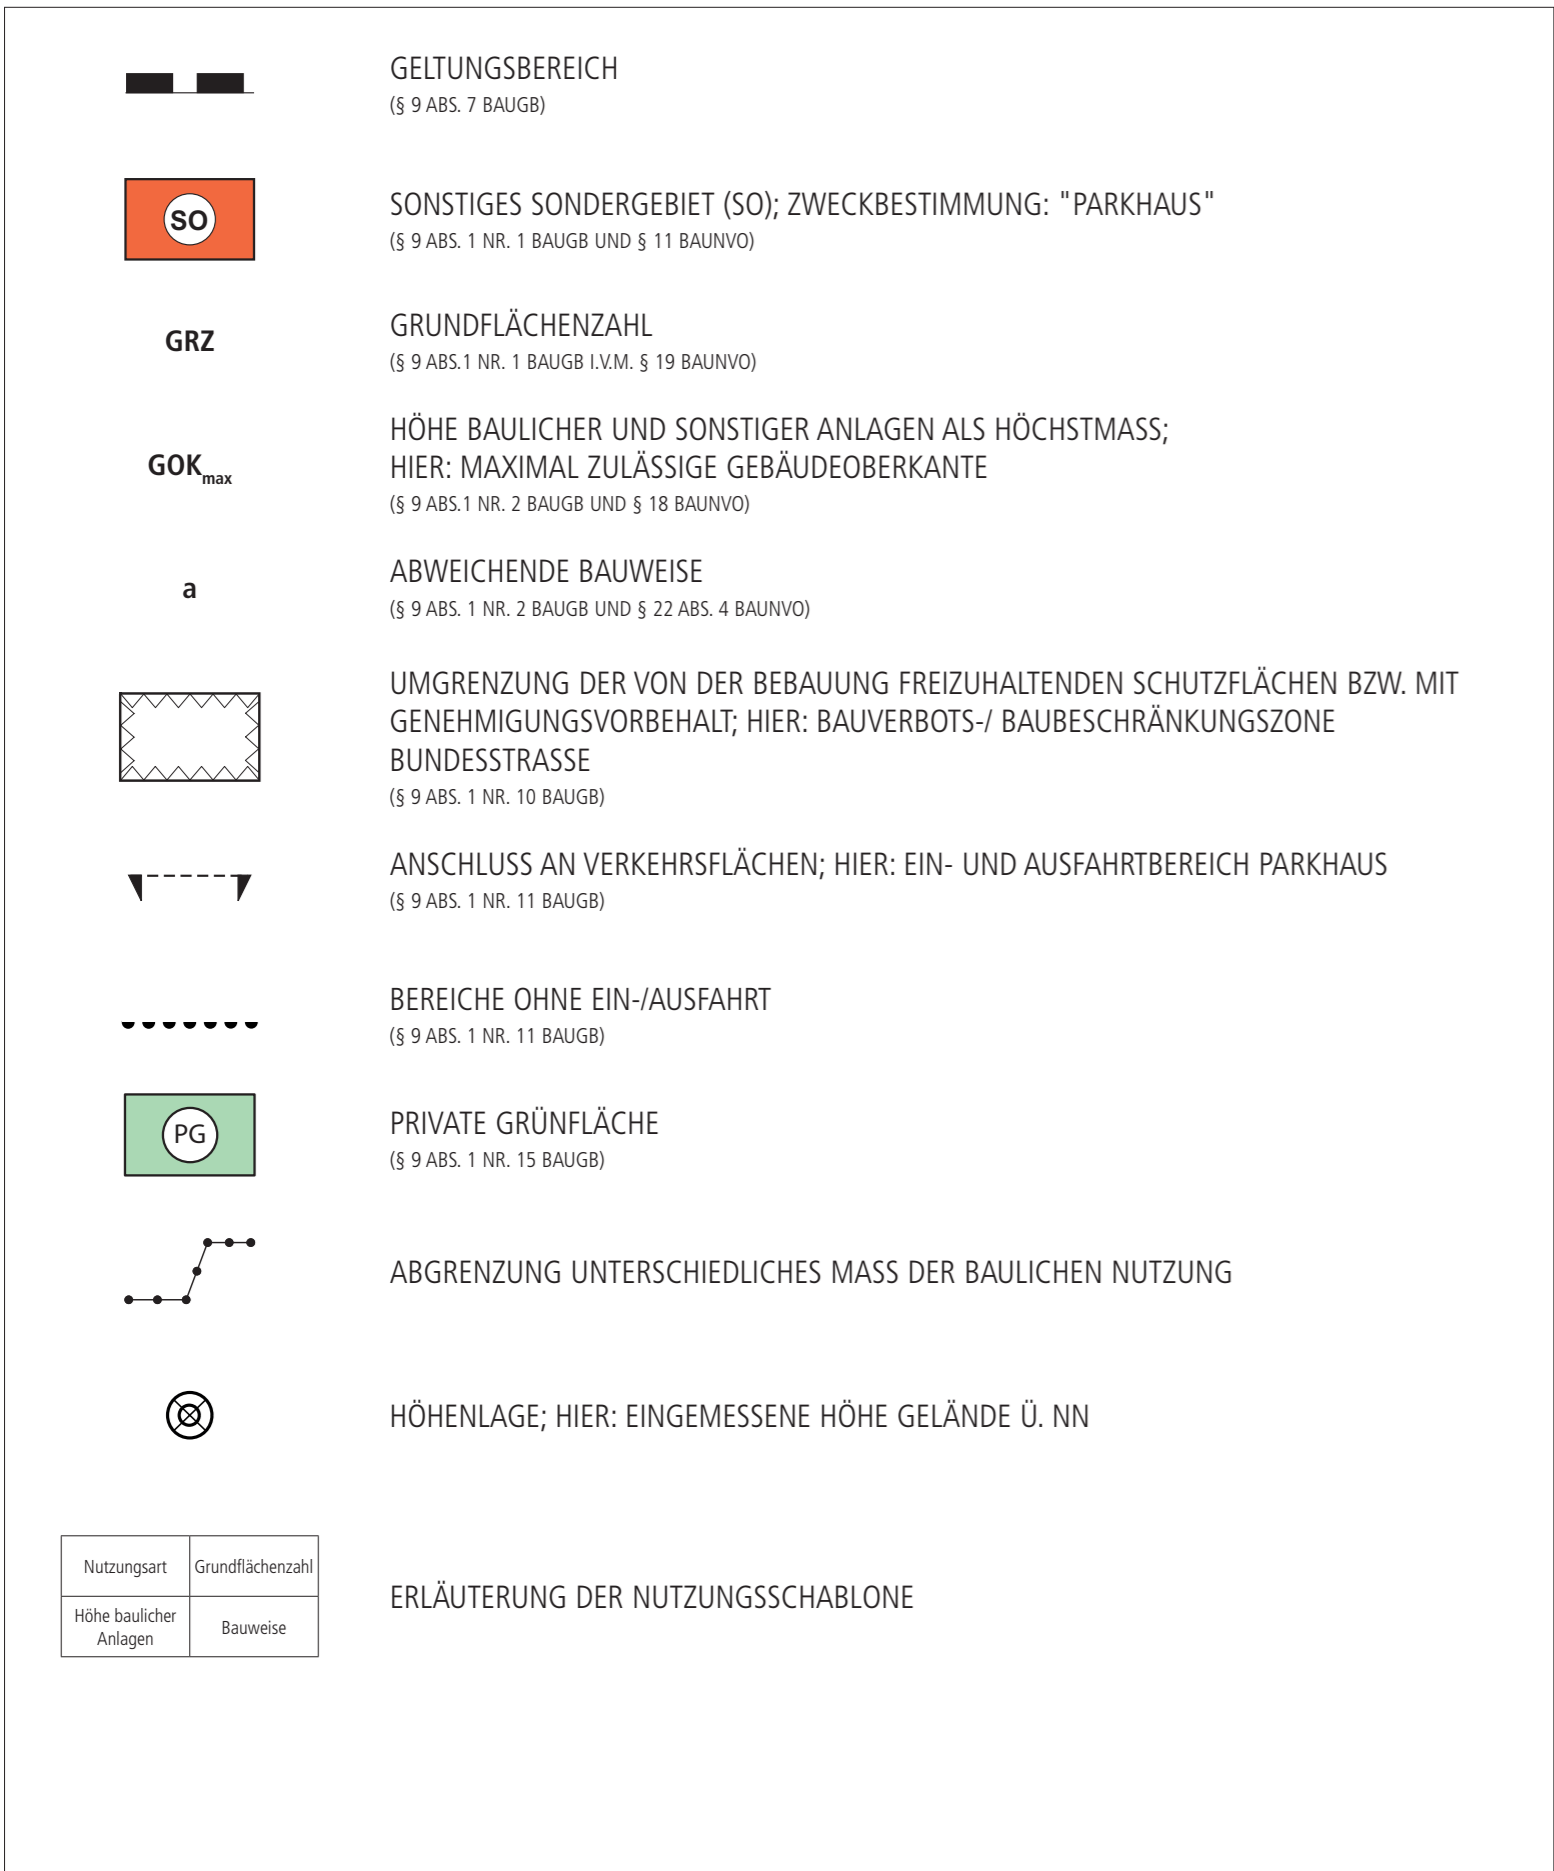 GELTUNGSBEREICH
(§ 9 ABS. 7 BAUGB)
SO
SONSTIGES SONDERGEBIET (SO); ZWECKBESTIMMUNG: "PARKHAUS"
(§ 9 ABS. 1 NR. 1 BAUGB UND § 11 BAUNVO)
GRZ
GRUNDFLÄCHENZAHL
(§ 9 ABS.1 NR. 1 BAUGB I.V.M. § 19 BAUNVO)
GOKmax
HÖHE BAULICHER UND SONSTIGER ANLAGEN ALS HÖCHSTMASS;
HIER: MAXIMAL ZULÄSSIGE GEBÄUDEOBERKANTE
(§ 9 ABS.1 NR. 2 BAUGB UND § 18 BAUNVO)
a
ABWEICHENDE BAUWEISE
(§ 9 ABS. 1 NR. 2 BAUGB UND § 22 ABS. 4 BAUNVO)
UMGRENZUNG DER VON DER BEBAUUNG FREIZUHALTENDEN SCHUTZFLÄCHEN BZW. MIT
GENEHMIGUNGSVORBEHALT; HIER: BAUVERBOTS-/ BAUBESCHRÄNKUNGSZONE
BUNDESSTRASSE
(§ 9 ABS. 1 NR. 10 BAUGB)
ANSCHLUSS AN VERKEHRSFLÄCHEN; HIER: EIN- UND AUSFAHRTBEREICH PARKHAUS
(§ 9 ABS. 1 NR. 11 BAUGB)
BEREICHE OHNE EIN-/AUSFAHRT
(§ 9 ABS. 1 NR. 11 BAUGB)
PG
PRIVATE GRÜNFLÄCHE
(§ 9 ABS. 1 NR. 15 BAUGB)
ABGRENZUNG UNTERSCHIEDLICHES MASS DER BAULICHEN NUTZUNG
HÖHENLAGE; HIER: EINGEMESSENE HÖHE GELÄNDE Ü. NN
Nutzungsart Grundflächenzahl
Höhe baulicher
Anlagen
Bauweise
ERLÄUTERUNG DER NUTZUNGSSCHABLONE